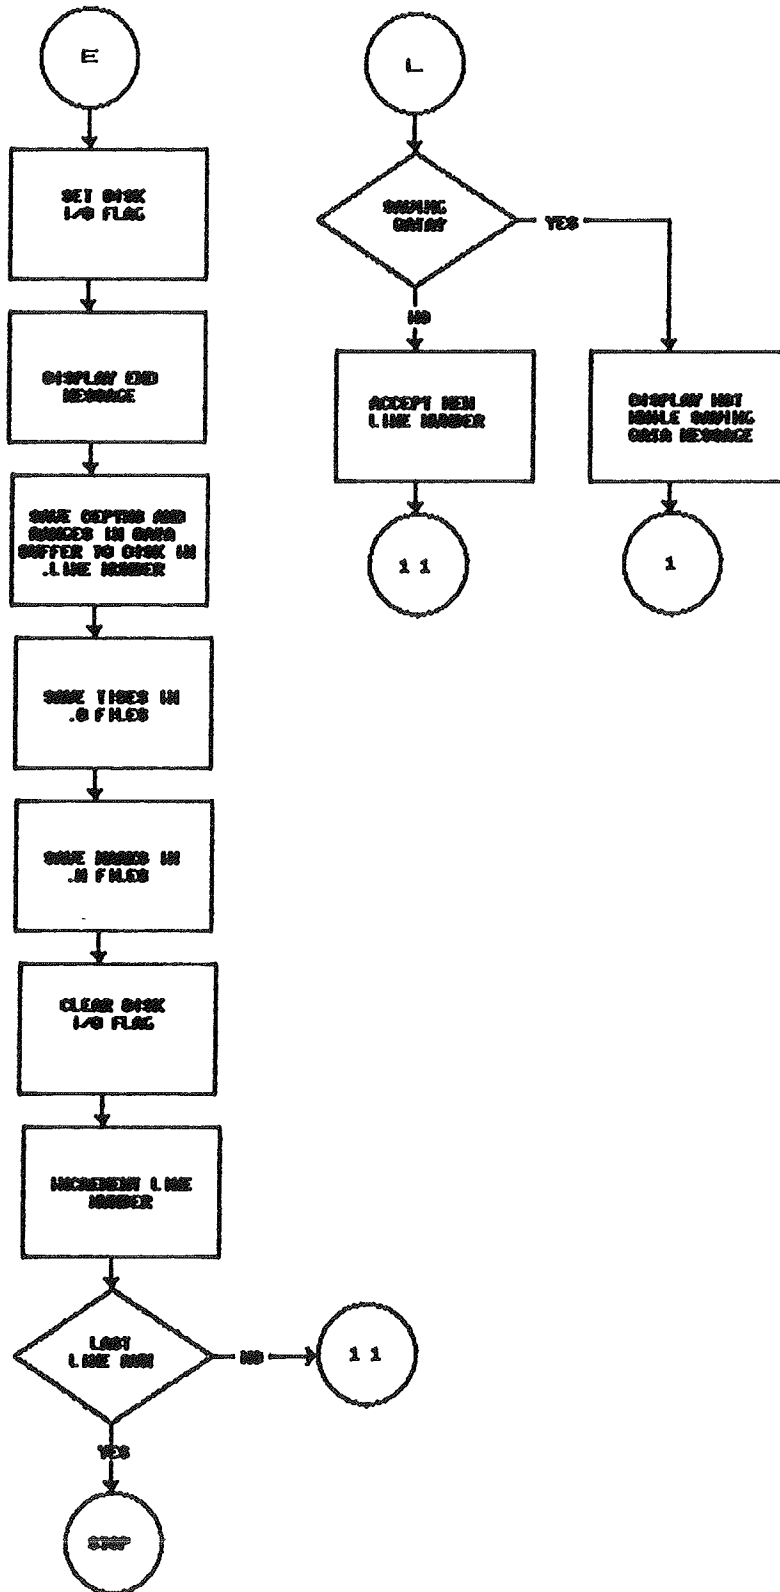 E
SET DISK
I/O FLAG
DISPLAY END
MESSAGE
SAVE DEPTHS AND
RANGES IN DATA
BUFFER TO DISK IN
.LINE NUMBER
SAVE TIMES IN
FILES
SAVE MARKS IN
FILES
CLEAR DISK
I/O FLAG
INCREMENT LINE
NUMBER
LAST
LINE RUN
NO
11
YES
STOP
L
SAVING
DATA?
YES
NO
ACCEPT NEW
LINE NUMBER
DISPLAY NOT
WHILE SAVING
DATA MESSAGE
11
1